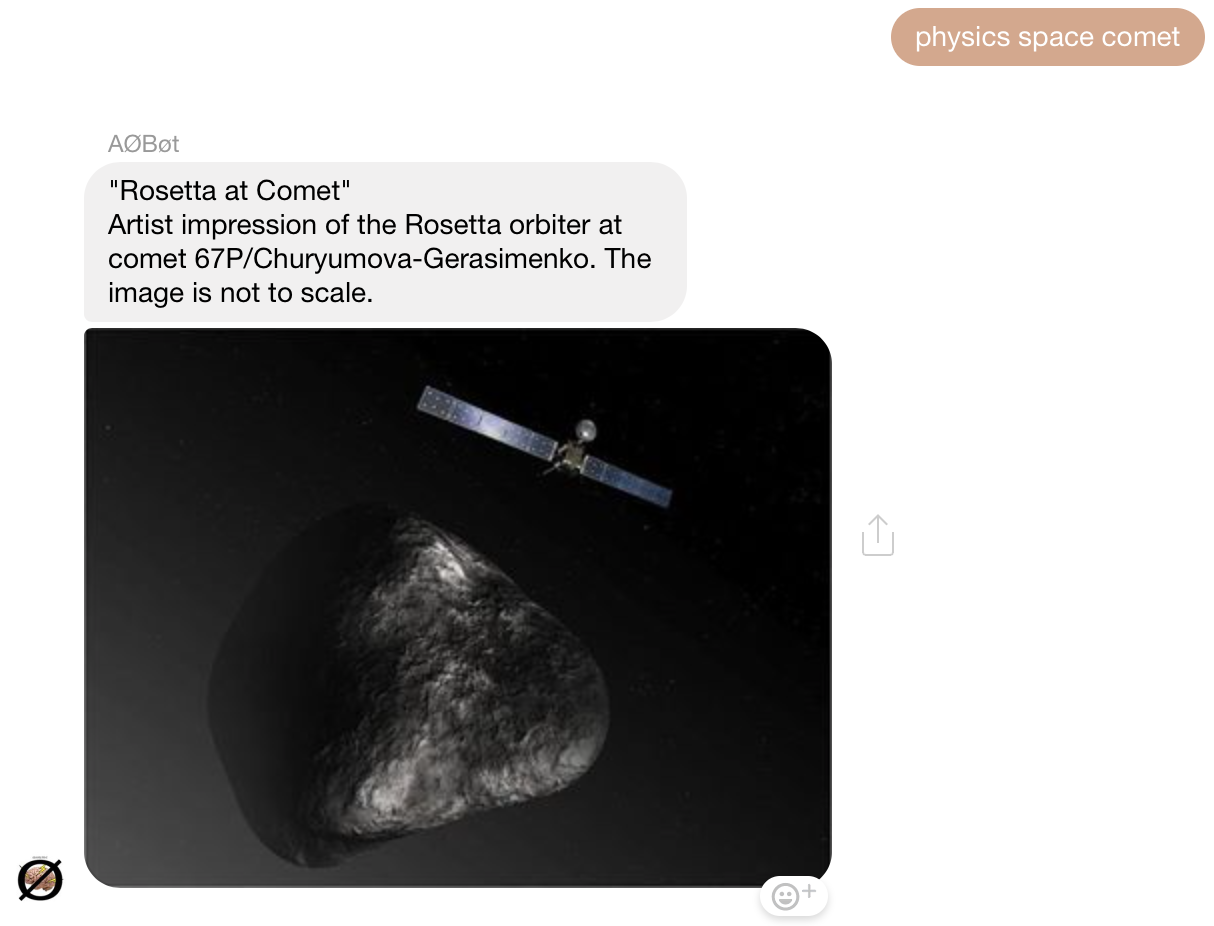 physics space comet
AØBøt
"Rosetta at Comet"
Artist impression of the Rosetta orbiter at
comet 67P/Churyumova-Gerasimenko. The
image is not to scale.